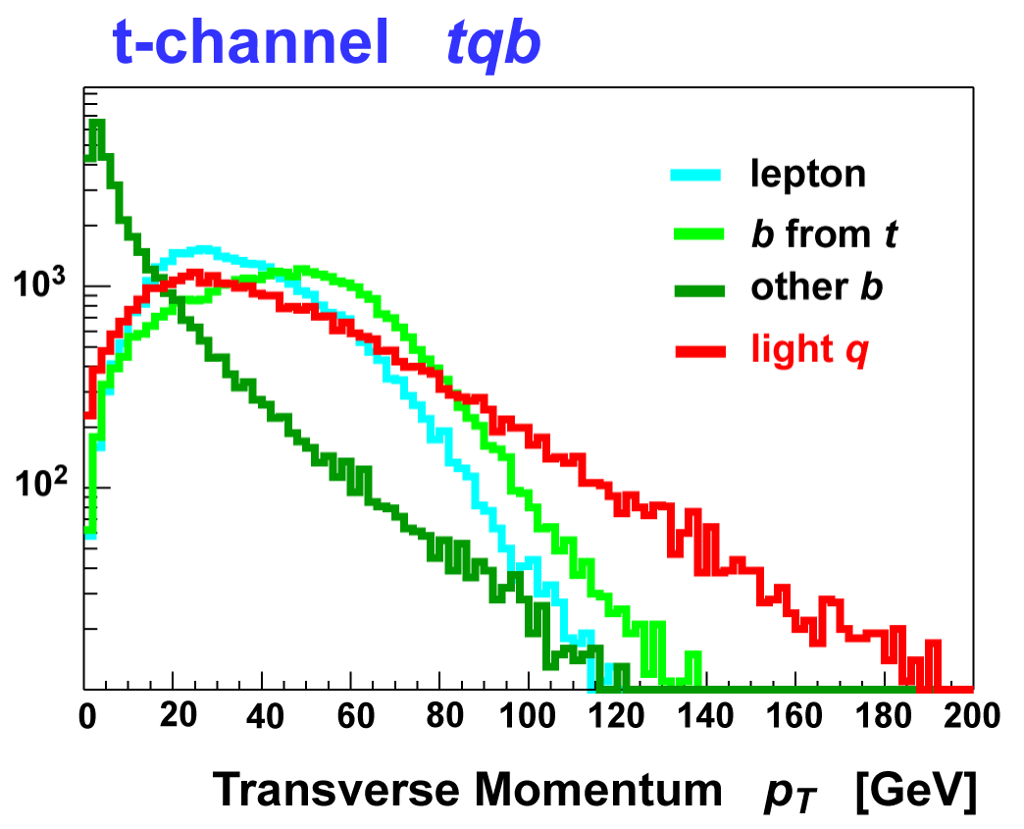 t-channel tqb
lepton
b from t
other b
light q
10³
10²
0 20 40 60 80 100 120 140 160 180 200
Transverse Momentum pT [GeV]